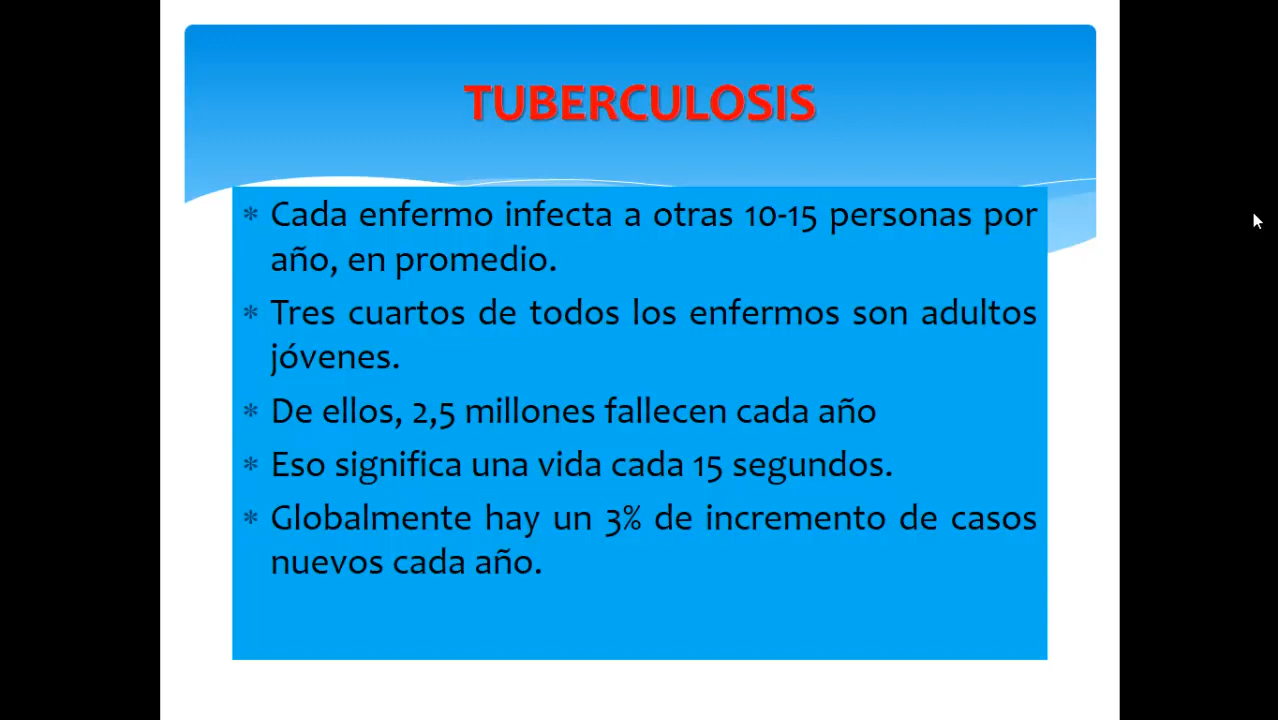 TUBERCULOSIS
* Cada enfermo infecta a otras 10-15 personas por
año, en promedio.
* Tres cuartos de todos los enfermos son adultos
jóvenes.
* De ellos, 2,5 millones fallecen cada año
* Eso significa una vida cada 15 segundos.
* Globalmente hay un 3% de incremento de casos
nuevos cada año.